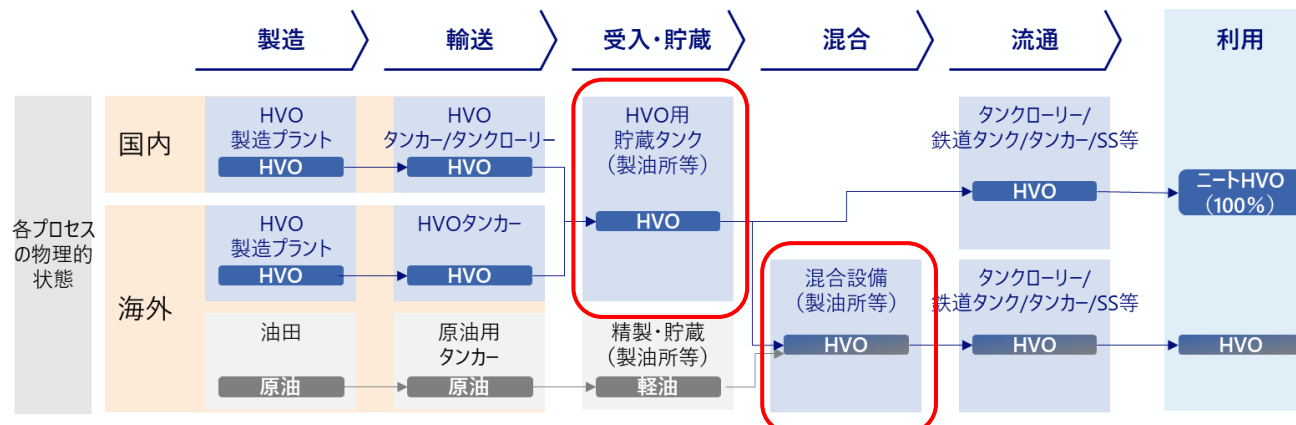 製造
輸送
受入・貯蔵
混合
流通
利用
各プロセス
の物理的
状態
国内
HVO
製造プラント
HVO
HVO
タンカー/タンクローリー
HVO
HVO用
貯蔵タンク
（製油所等）
HVO
タンクローリー/
鉄道タンク/タンカー/SS等
HVO
ニートHVO
（100%）
海外
HVO
製造プラント
HVO
HVOタンカー
HVO
混合設備
（製油所等）
HVO
タンクローリー/
鉄道タンク/タンカー/SS等
HVO
HVO
油田
原油
原油用
タンカー
原油
精製・貯蔵
（製油所等）
軽油